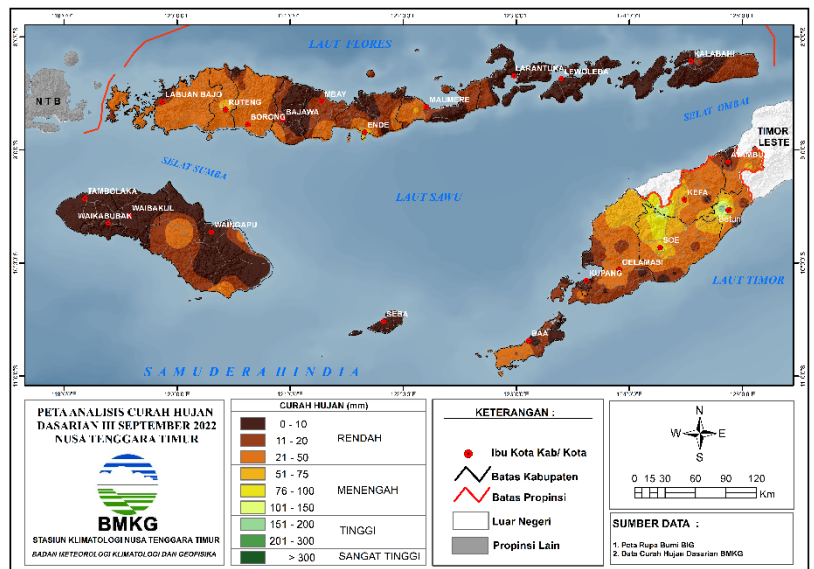 LAUT FLORES
KALABAHI
LARANTUKA
LEWOLEBA
LABUAN BAJO
MBAY
NTB
RUTENG
BAJAWA
MAUMERE
BORONG
ENDE
SELAT OMBAI
TIMOR
LESTE
SELAT SUMBA
ATAMBUA
LAUT SAWU
TAMBOLAKA
KEFA
WAIBAKUL
WAIKABUBAK
WAINGAPU
Betun
SOE
OELAMASI
KUPANG
LAUT TIMOR
SEBA
BAA
SAMUDERA HINDIA
PETA ANALISIS CURAH HUJAN
DASARIAN III SEPTEMBER 2022
NUSA TENGGARA TIMUR
BMKG
STASIUN KLIMATOLOGI NUSA TENGGARA TIMUR
BADAN METEOROLOGI KLIMATOLOGI DAN GEOFISIKA
CURAH HUJAN (mm)
0 - 10
11 - 20 RENDAH
21 - 50
51 - 75
76 - 100 MENENGAH
101 - 150
151 - 200 TINGGI
201 - 300
> 300 SANGAT TINGGI
KETERANGAN :
Ibu Kota Kab/ Kota
Batas Kabupaten
Batas Propinsi
Luar Negeri
Propinsi Lain
N
W E
S
0 15 30 60 90 120
Km
SUMBER DATA :
1. Peta Rupa Bumi BIG
2. Data Curah Hujan Dasarian BMKG